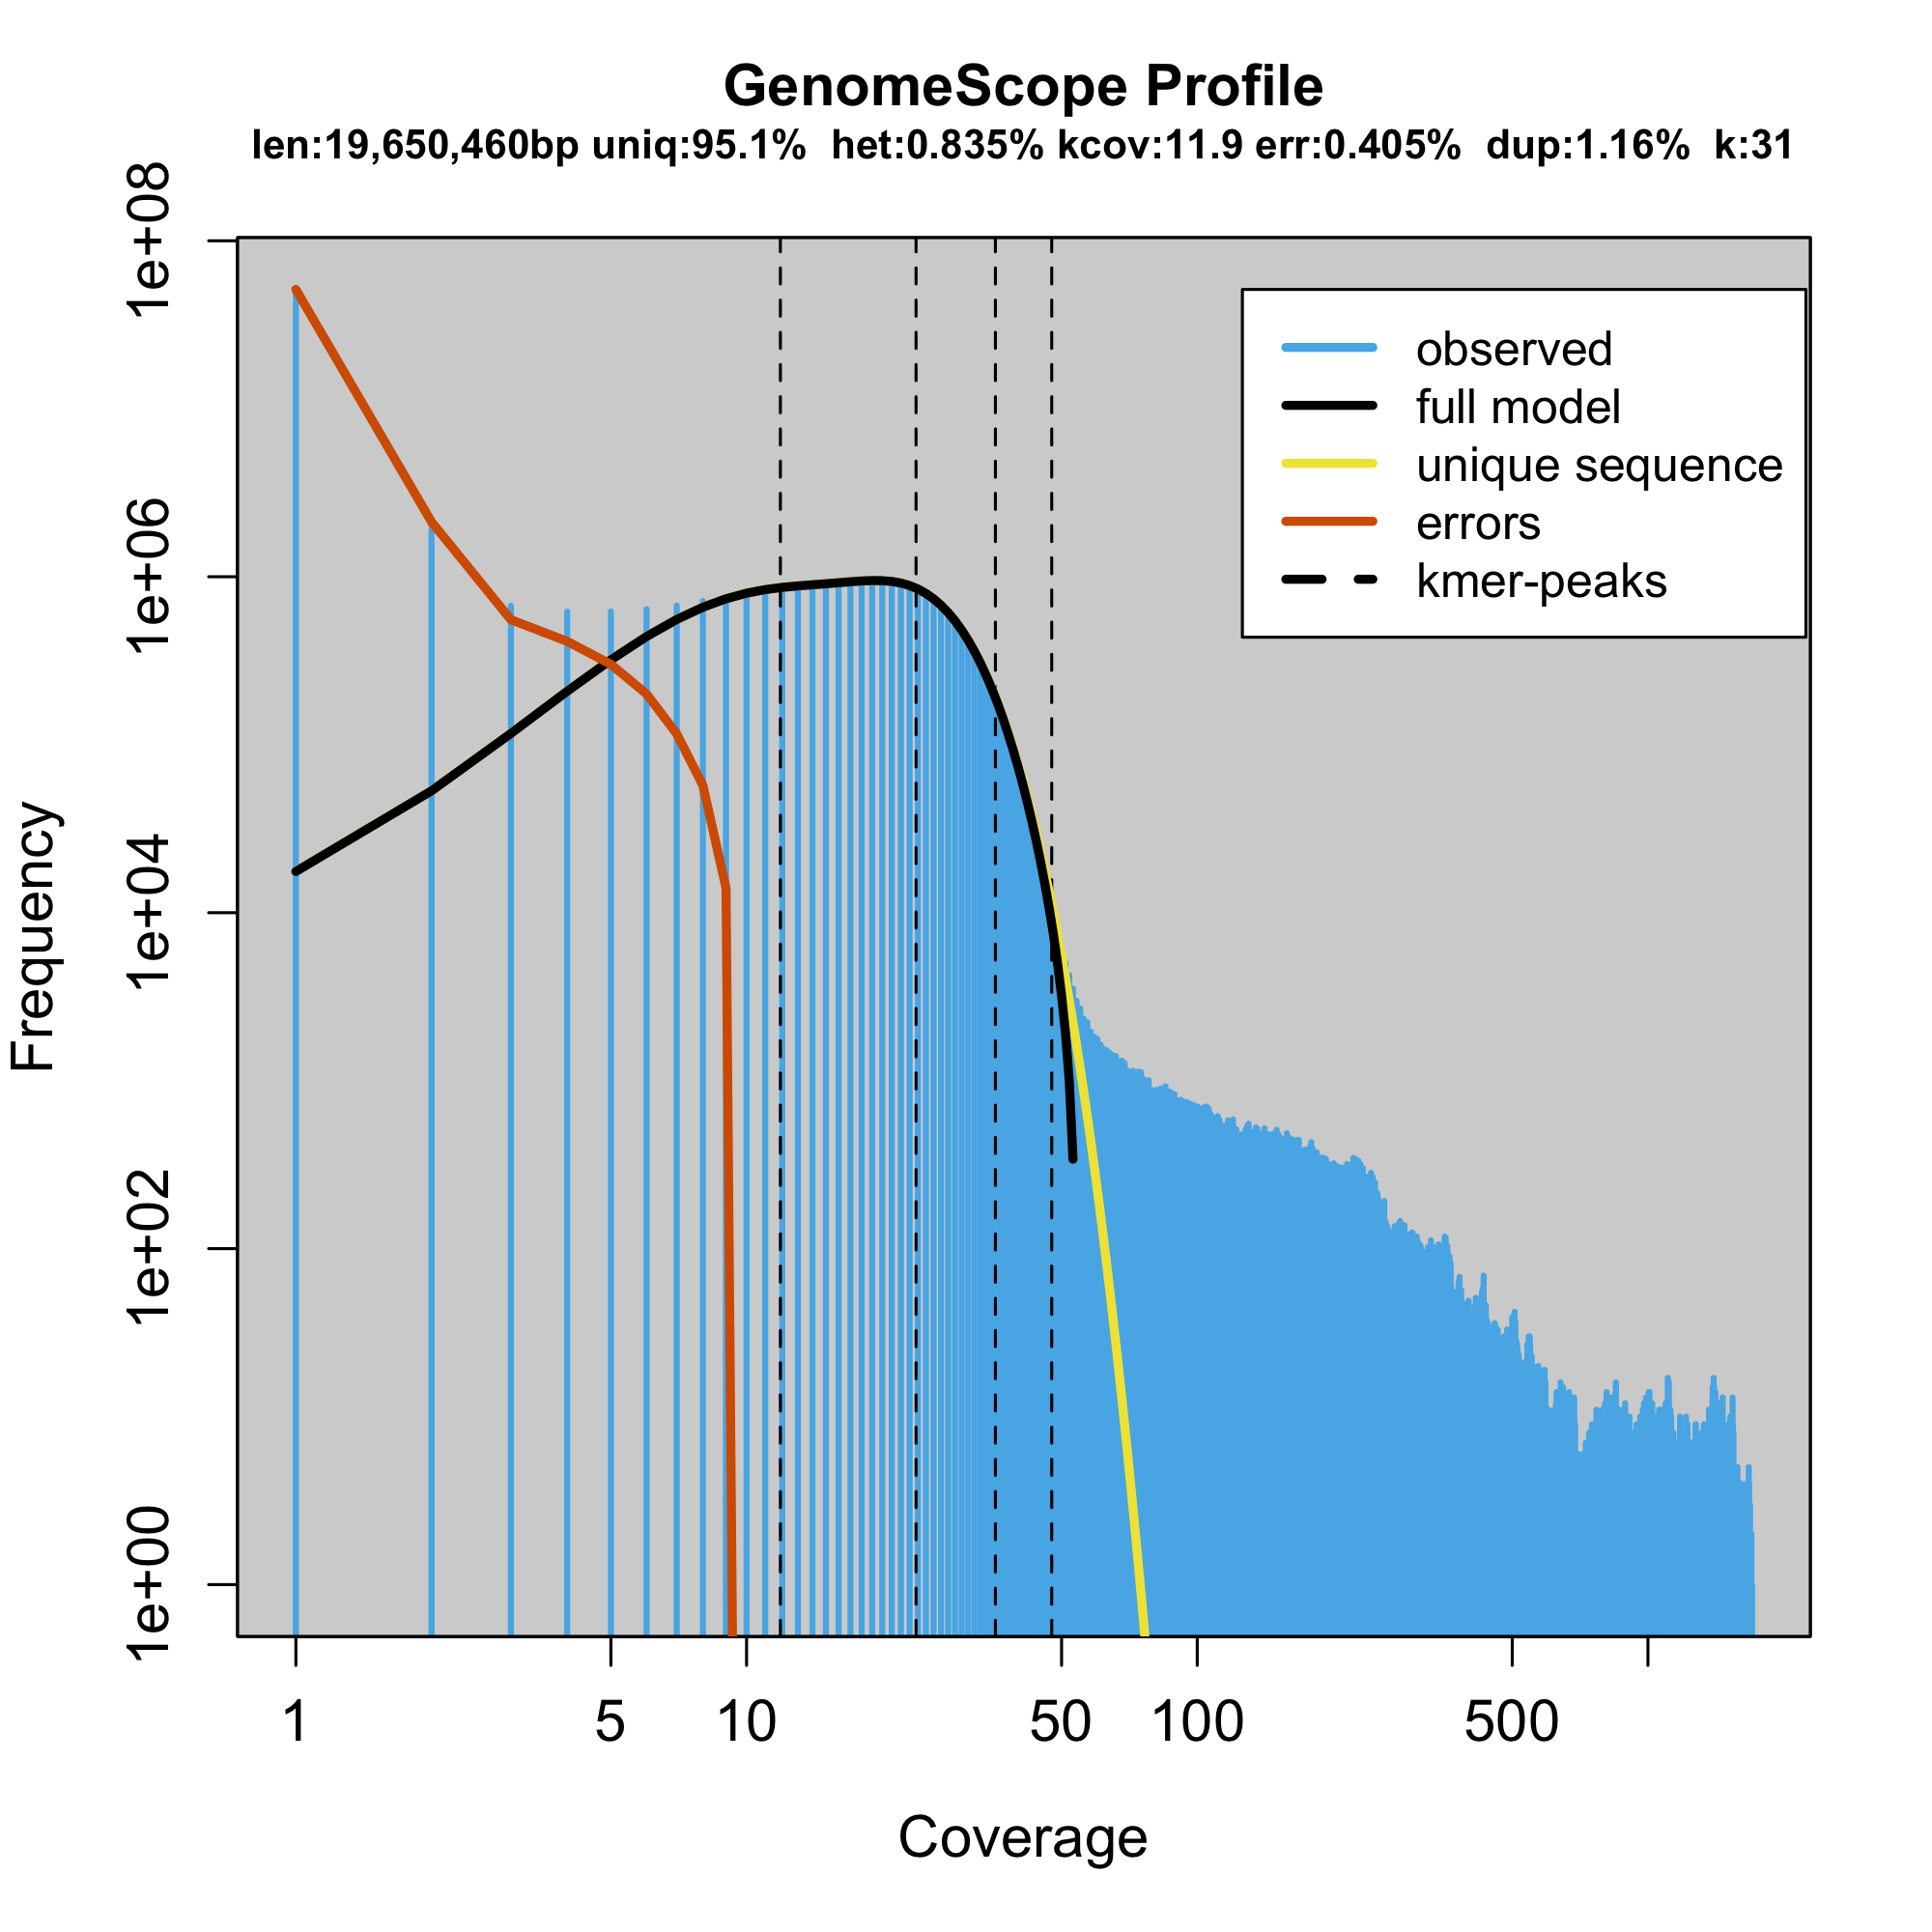 GenomeScope Profile
len:19,650,460bp uniq:95.1% het:0.835% kcov:11.9 err:0.405% dup:1.16% k:31
1e+08
1e+06
1e+04
1e+02
1e+00
Frequency
observed
full model
unique sequence
errors
kmer-peaks
1 5 10 50 100 500
Coverage